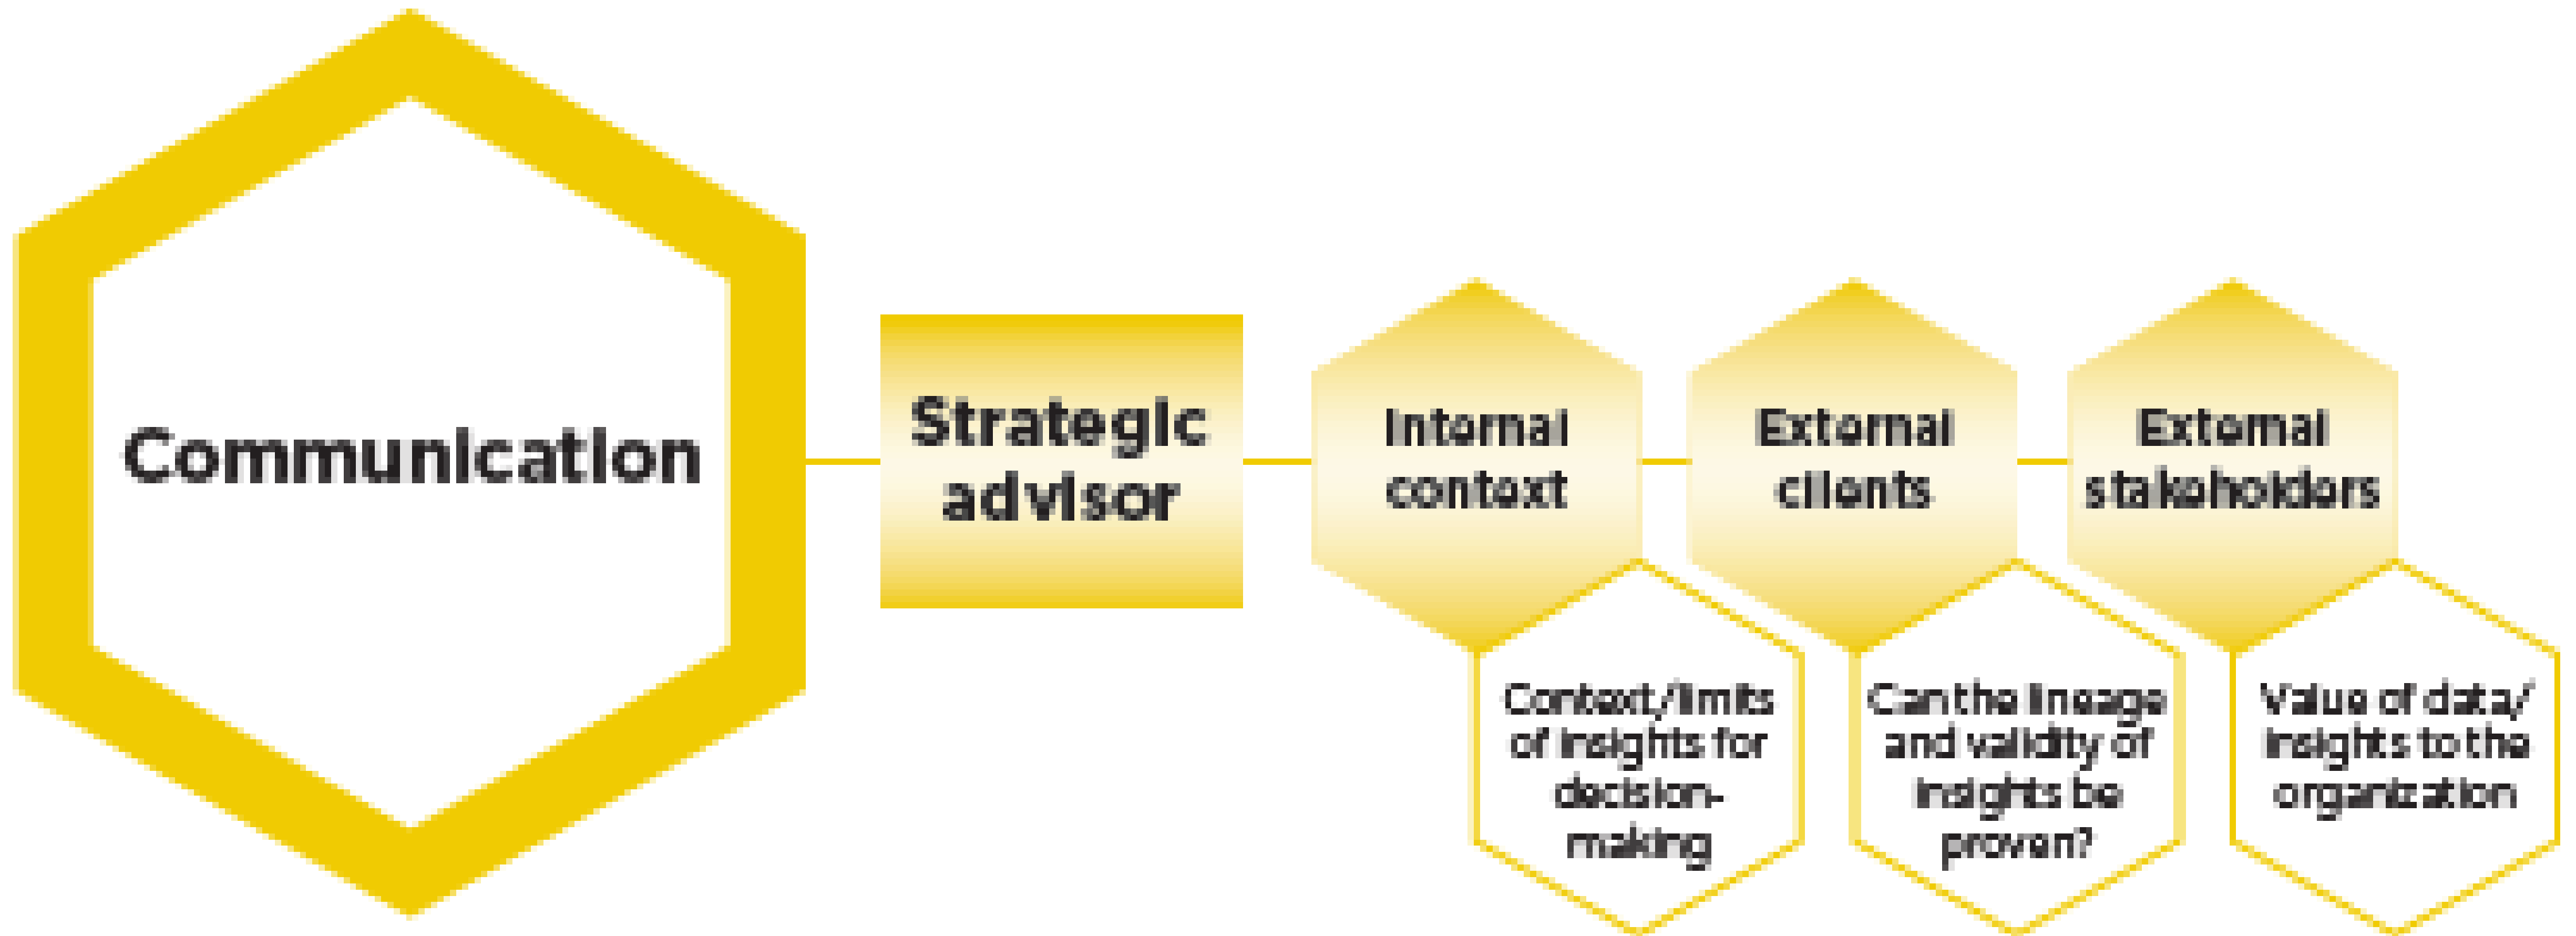 Communication
Strategic
advisor
Internal
context
External
clients
External
stakeholders
Context/limits
of insights for
decision-
making
Can the lineage
and validity of
insights be
proven?
Value of data/
insights to the
organization